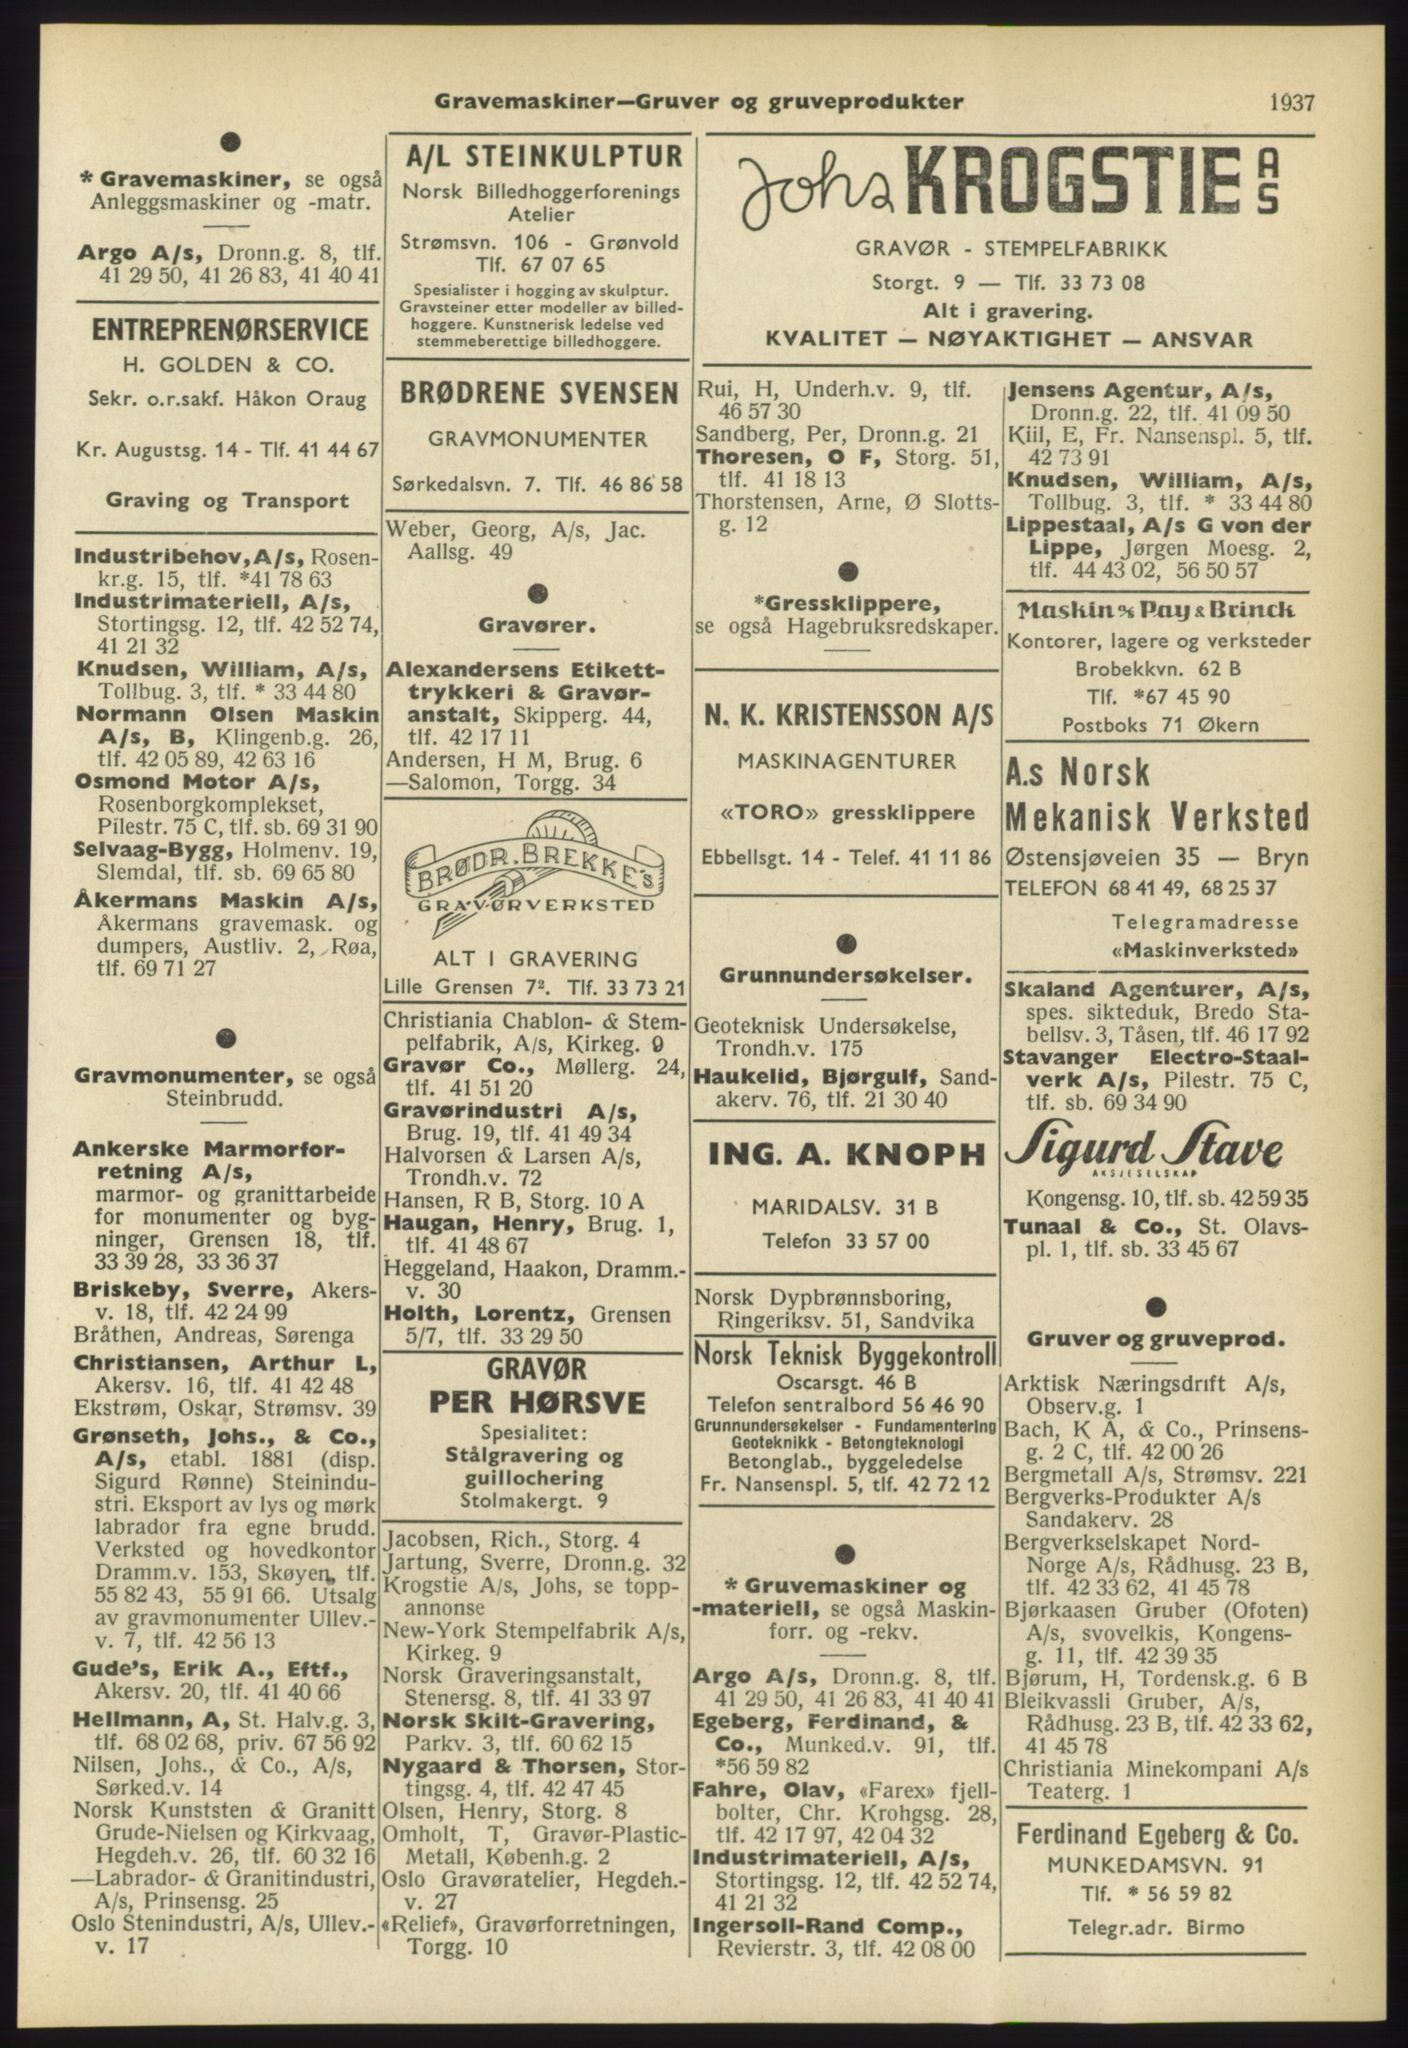 Gravemaskiner—Gruver og gruveprodukter
1937
* Gravemaskiner, se også
Anleggsmaskiner og -matr.
Argo A/s, Dronn.g. 8, tlf.
41 29 50, 41 26 83, 41 40 41
ENTREPRENØRSERVICE
H. GOLDEN & CO.
Sekr. o.r.sakf. Håkon Oraug
Kr. Augustsg. 14 - Tlf. 41 44 67
Graving og Transport
Industribehov, A/s, Rosen-
kr.g. 15, tlf. *41 78 63
Industrimateriell, A/s,
Stortingsg. 12, tlf. 42 52 74,
41 21 32
Knudsen, William, A/s,
Tollbug. 3, tlf. * 33 44 80
Normann Olsen Maskin
A/s, B, Klingenb.g. 26,
tlf. 42 05 89, 42 63 16
Osmond Motor A/s,
Rosenborgkomplekset,
Pilestr. 75 C, tlf. sb. 69 31 90
Selvaag-Bygg, Holmenv. 19,
Slemdal, tlf. sb. 69 65 80
Åkermans Maskin A/s,
Åkermans gravemask. og
dumpers, Austliv. 2, Røa,
tlf. 69 71 27
Gravmonumenter, se også
Steinbrudd.
Ankerske Marmorfor-
retning A/s,
marmor- og granittarbeide
for monumenter og byg-
ninger, Grensen 18, tlf.
33 39 28, 33 36 37
Briskeby, Sverre, Akers-
v. 18, tlf. 42 24 99
Bråthen, Andreas, Sørenga
Christiansen, Arthur L,
Akersv. 16, tlf. 41 42 48
Ekstrøm, Oskar, Strømsv. 39
Grønseth, Johs., & Co.,
A/s, etabl. 1881 (disp.
Sigurd Rønne) Steinindu-
stri. Eksport av lys og mørk
labrador fra egne brudd.
Verksted og hovedkontor
Dramm.v. 153, Skøyen, tlf.
55 82 43, 55 91 66. Utsalg
av gravmonumenter Ullev.-
v. 7, tlf. 42 56 13
Gude's, Erik A., Eftf.,
Akersv. 20, tlf. 41 40 66
Hellmann, A, St. Halv.g. 3,
tlf. 68 02 68, priv. 67 56 92
Nilsen, Johs., & Co., A/s,
Sørked.v. 14
Norsk Kunststen & Granitt
Grude-Nielsen og Kirkvaag,
Hegdeh.v. 26, tlf. 60 32 16
—Labrador- & Granitindustri,
A/s, Prinsensg. 25
Oslo Stenindustri, A/s, Ullev.-
v. 17
A/L STEINKULPTUR
Norsk Billedhoggerforenings
Atelier
Strømsvn. 106 - Grønvold
Tlf. 67 07 65
Spesialister i hogging av skulptur.
Gravsteiner etter modeller av billed-
hoggere. Kunstnerisk ledelse ved
stemmeberettige billedhoggere.
BRØDRENE SVENSEN
GRAVMONUMENTER
Sørkedalsvn. 7. Tlf. 46 86 58
Weber, Georg, A/s, Jac.
Aallsg. 49
Gravører.
Alexandersens Etikett-
trykkeri & Gravør-
anstalt, Skipperg. 44,
tlf. 42 17 11
Andersen, H M, Brug. 6
—Salomon, Torgg. 34
BRØDR. BREKKE's
GRAVØRVERKSTED
ALT I GRAVERING
Lille Grensen 7². Tlf. 33 73 21
Christiania Chablon- & Stem-
pelfabrik, A/s, Kirkeg. 9
Gravør Co., Møllerg. 24,
tlf. 41 51 20
Gravørindustri A/s,
Brug. 19, tlf. 41 49 34
Halvorsen & Larsen A/s,
Trondh.v. 72
Hansen, R B, Storg. 10 A
Haugan, Henry, Brug. 1,
tlf. 41 48 67
Heggeland, Haakon, Dramm.-
v. 30
Holth, Lorentz, Grensen
5/7, tlf. 33 29 50
GRAVØR
PER HØRSVE
Spesialitet:
Stålgravering og
guillochering
Stolmakergt. 9
Jacobsen, Rich., Storg. 4
Jartung, Sverre, Dronn.g. 32
Krogstie A/s, Johs, se topp-
annonse
New-York Stempelfabrik A/s,
Kirkeg. 9
Norsk Graveringsanstalt,
Stenersg. 8, tlf. 41 33 97
Norsk Skilt-Gravering,
Parkv. 3, tlf. 60 62 15
Nygaard & Thorsen, Stor-
tingsg. 4, tlf. 42 47 45
Olsen, Henry, Storg. 8
Omholt, T, Gravør-Plastic-
Metall, Københ.g. 2
Oslo Gravøratelier, Hegdeh.-
v. 27
«Relief», Gravørforretningen,
Torgg. 10
Johs KROGSTIE A S
GRAVØR - STEMPELFABRIKK
Storgt. 9 — Tlf. 33 73 08
Alt i gravering.
KVALITET — NØYAKTIGHET — ANSVAR
Rui, H, Underh.v. 9, tlf.
46 57 30
Sandberg, Per, Dronn.g. 21
Thoresen, O F, Storg. 51,
tlf. 41 18 13
Thorstensen, Arne, Ø Slotts-
g. 12
*Gressklippere,
se også Hagebruksredskaper.
N. K. KRISTENSSON A/S
MASKINAGENTURER
«TORO» gressklippere
Ebbellsgt. 14 - Telef. 41 11 86
Grunnundersøkelser.
Geoteknisk Undersøkelse,
Trondh.v. 175
Haukelid, Bjørgulf, Sand-
akerv. 76, tlf. 21 30 40
ING. A. KNOPH
MARIDALSV. 31 B
Telefon 33 57 00
Norsk Dypbrønnsboring,
Ringeriksv. 51, Sandvika
Norsk Teknisk Byggekontroll
Oscarsgt. 46 B
Telefon sentralbord 56 46 90
Grunnundersøkelser - Fundamentering
Geoteknikk - Betongteknologi
Betonglab., byggeledelse
Fr. Nansenspl. 5, tlf. 42 72 12
* Gruvemaskiner og
-materiell, se også Maskin-
forr. og -rekv.
Argo A/s, Dronn.g. 8, tlf.
41 29 50, 41 26 83, 41 40 41
Egeberg, Ferdinand, &
Co., Munked.v. 91, tlf.
*56 59 82
Fahre, Olav, «Farex» fjell-
bolter, Chr. Krohgsg. 28,
tlf. 42 17 97, 42 04 32
Industrimateriell, A/s,
Stortingsg. 12, tlf. 42 52 74,
41 21 32
Ingersoll-Rand Comp.,
Revierstr. 3, tlf. 42 08 00
Jensens Agentur, A/s,
Dronn.g. 22, tlf. 41 09 50
Kiil, E, Fr. Nansenspl. 5, tlf.
42 73 91
Knudsen, William, A/s,
Tollbug. 3, tlf. * 33 44 80
Lippestaal, A/s G von der
Lippe, Jørgen Moesg. 2,
tlf. 44 43 02, 56 50 57
Maskin A/s Pay & Brinck
Kontorer, lagere og verksteder
Brobekkvn. 62 B
Tlf. *67 45 90
Postboks 71 Økern
A.s Norsk
Mekanisk Verksted
Østensjøveien 35 — Bryn
TELEFON 68 41 49, 68 25 37
Telegramadresse
«Maskinverksted»
Skaland Agenturer, A/s,
spes. sikteduk, Bredo Sta-
bellsv. 3, Tåsen, tlf. 46 17 92
Stavanger Electro-Staal-
verk A/s, Pilestr. 75 C,
tlf. sb. 69 34 90
Sigurd Stave
AKSJESELSKAP
Kongensg. 10, tlf. sb. 42 59 35
Tunaal & Co., St. Olavs-
pl. 1, tlf. sb. 33 45 67
Gruver og gruveprod.
Arktisk Næringsdrift A/s,
Observ.g. 1
Bach, K A, & Co., Prinsens-
g. 2 C, tlf. 42 00 26
Bergmetall A/s, Strømsv. 221
Bergverks-Produkter A/s
Sandakerv. 28
Bergverkselskapet Nord-
Norge A/s, Rådhusg. 23 B,
tlf. 42 33 62, 41 45 78
Bjørkaasen Gruber (Ofoten)
A/s, svovelkis, Kongens-
g. 11, tlf. 42 39 35
Bjørum, H, Tordensk.g. 6 B
Bleikvassli Gruber, A/s,
Rådhusg. 23 B, tlf. 42 33 62,
41 45 78
Christiania Minekompani A/s
Teaterg. 1
Ferdinand Egeberg & Co.
MUNKEDAMSVN. 91
Tlf. * 56 59 82
Telegr.adr. Birmo